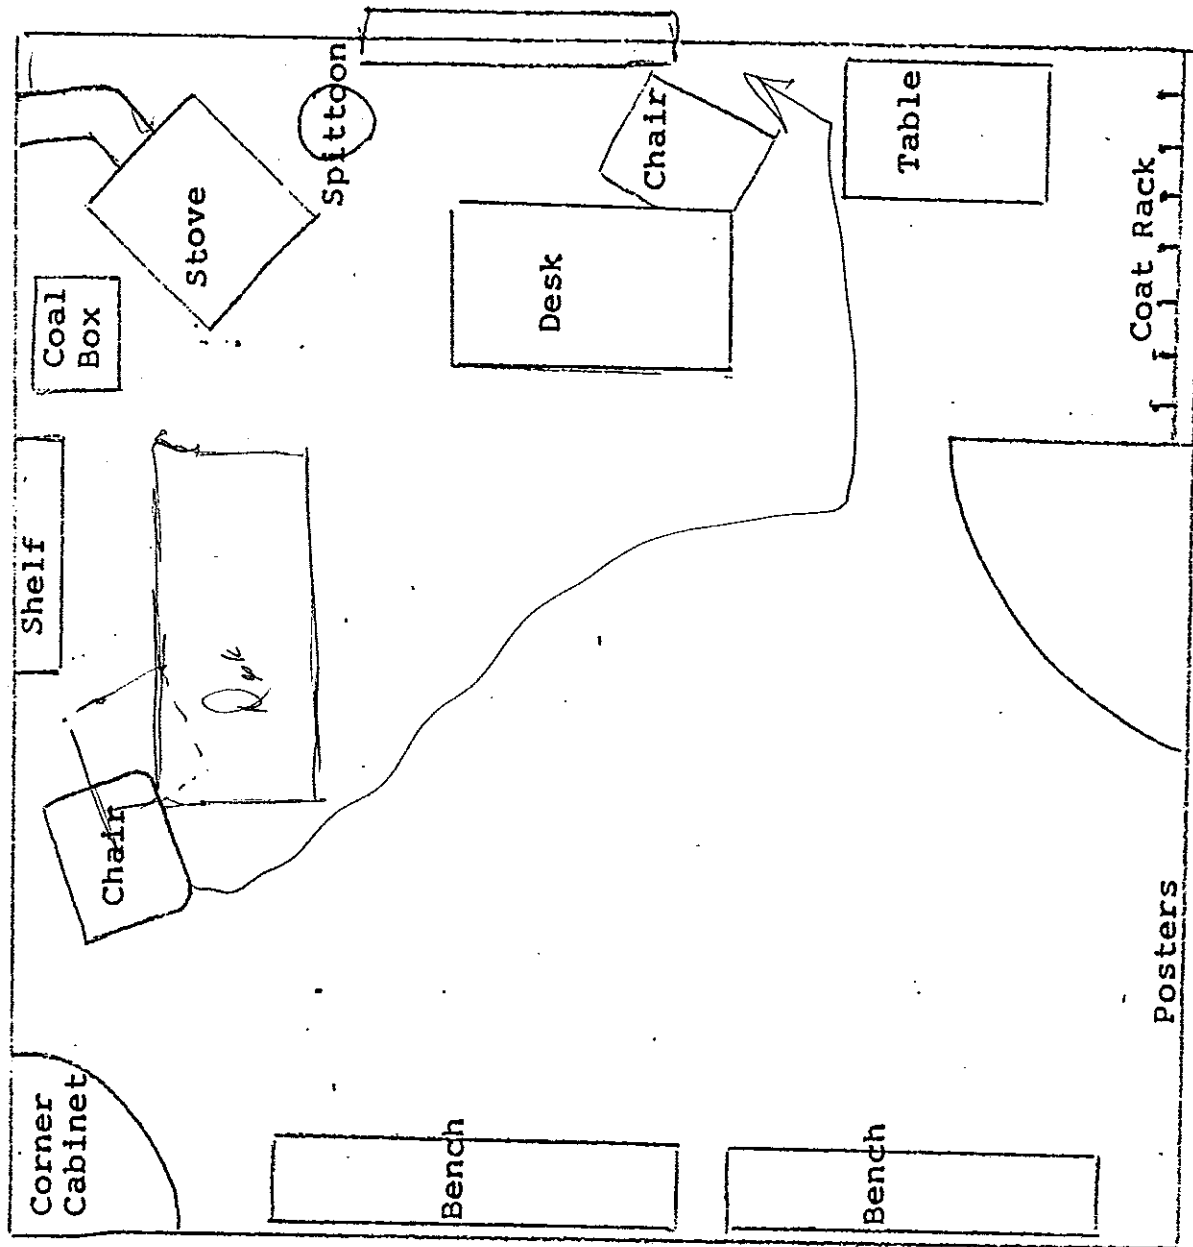 Corner
Cabinet
Chair
Shelf
Coal
Box
Stove
Spittoon
Bench
Desk
Chair
Bench
Table
Posters
Coat Rack